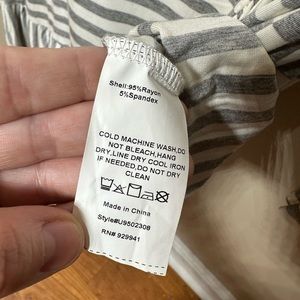 Shell:95%Rayon
5%Spandex
COLD MACHINE WASH,DO
NOT BLEACH,HANG
DRY,LINE DRY COOL IRON
IF NEEDED,DO NOT DRY
CLEAN
Made in China
Style#U9502308
RN# 929941